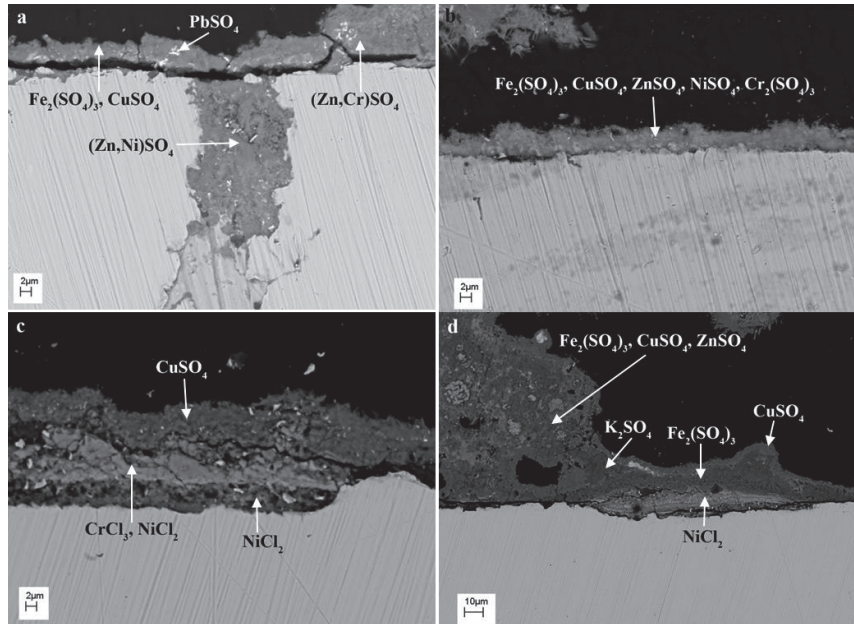 a
PbSO₄
Fe₂(SO₄)₃, CuSO₄
(Zn,Cr)SO₄
(Zn,Ni)SO₄
2µm
b
Fe₂(SO₄)₃, CuSO₄, ZnSO₄, NiSO₄, Cr₂(SO₄)₃
2µm
c
CuSO₄
CrCl₃, NiCl₂
NiCl₂
2µm
d
Fe₂(SO₄)₃, CuSO₄, ZnSO₄
K₂SO₄
Fe₂(SO₄)₃
CuSO₄
NiCl₂
10µm